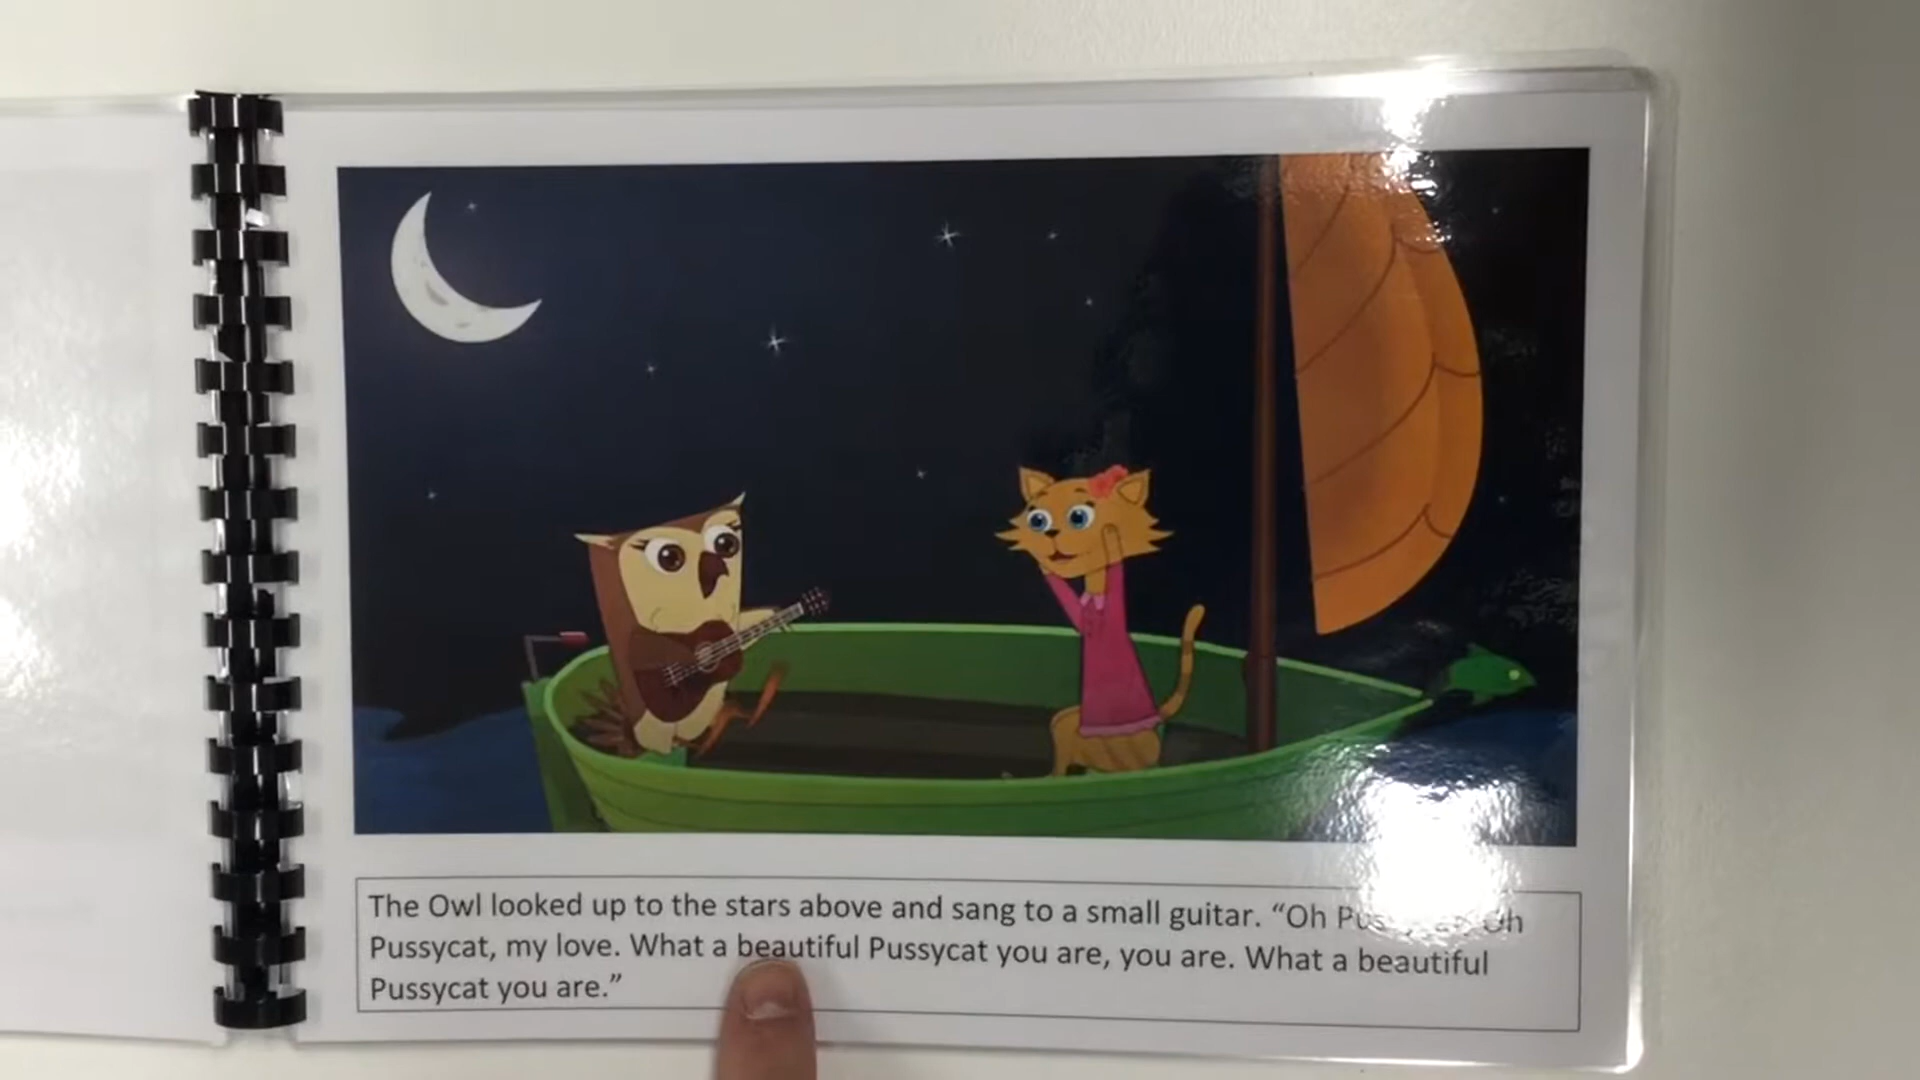 The Owl looked up to the stars above and sang to a small guitar. “Oh Oh
Pussycat, my love. What a beautiful Pussycat you are, you are. What a beautiful
Pussycat you are.”